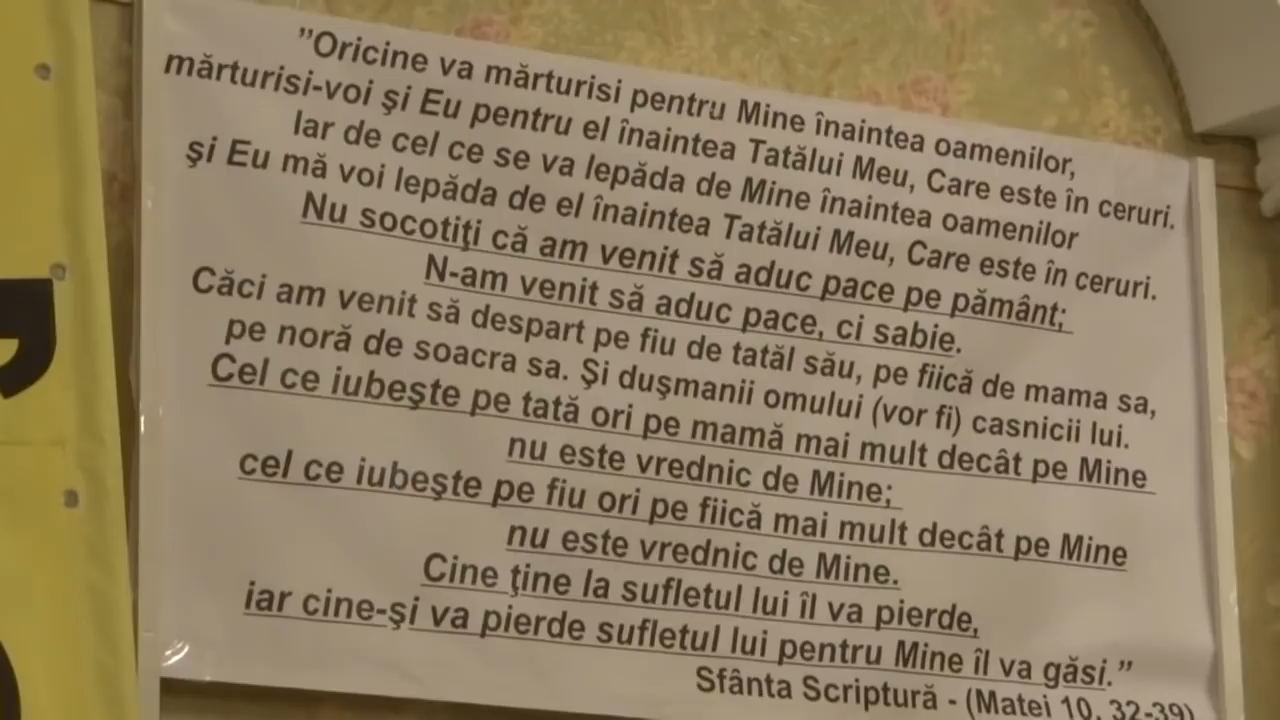 ”Oricine va mărturisi pentru Mine înaintea oamenilor,
mărturisi-voi şi Eu pentru el înaintea Tatălui Meu, Care este în ceruri.
Iar de cel ce se va lepăda de Mine înaintea oamenilor
şi Eu mă voi lepăda de el înaintea Tatălui Meu, Care este în ceruri.
Nu socotiţi că am venit să aduc pace pe pământ;
N-am venit să aduc pace, ci sabie.
Căci am venit să despart pe fiu de tatăl său, pe fiică de mama sa,
pe noră de soacra sa. Şi duşmanii omului (vor fi) casnicii lui.
Cel ce iubeşte pe tată ori pe mamă mai mult decât pe Mine
nu este vrednic de Mine;
cel ce iubeşte pe fiu ori pe fiică mai mult decât pe Mine
nu este vrednic de Mine.
Cine ţine la sufletul lui îl va pierde,
iar cine-şi va pierde sufletul lui pentru Mine îl va găsi.”
Sfânta Scriptură - (Matei 10, 32-39)